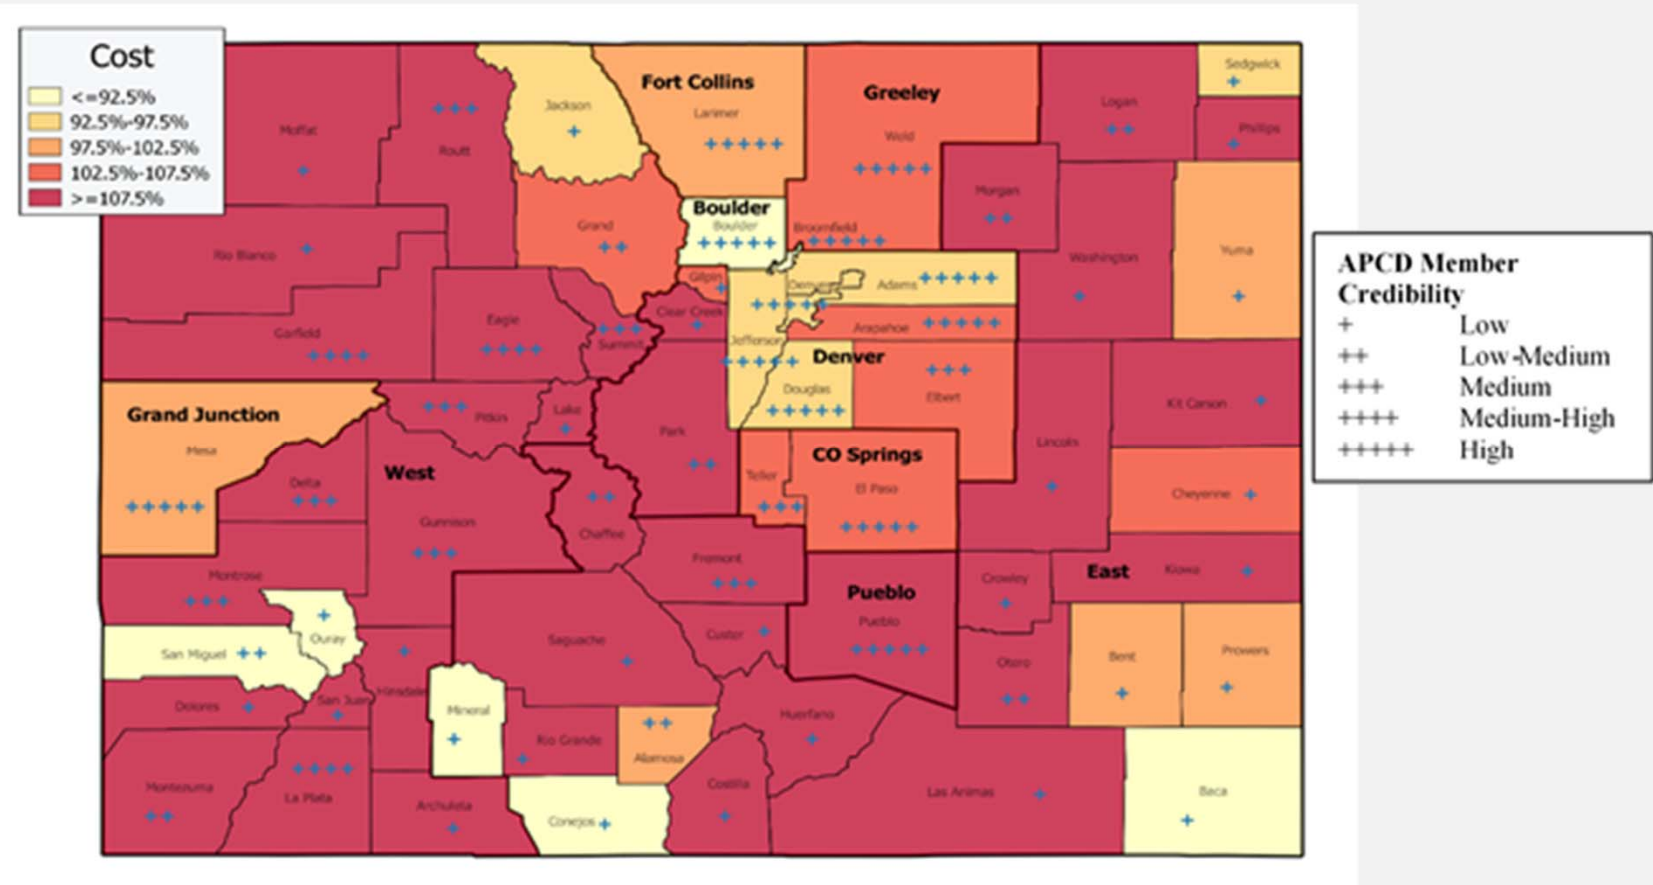 Cost
<=92.5%
92.5%-97.5%
97.5%-102.5%
102.5%-107.5%
>=107.5%
Moffat
+
+++
Routt
Jackson
+
Fort Collins
Larimer
+++++
Greeley
Weld
+++++
Logan
++
Sedgwick
+
Phillips
+
Morgan
++
Rio Blanco +
Grand
++
Boulder
Boulder
+++++
Broomfield
+++++
Washington
+
Yuma
+
Gilpin
+
Clear Creek
+
Denver
+++++
Adams +++++
Arapahoe +++++
Garfield
++++
Eagle
++++
+++
Summit
Jefferson
+++++
Denver
Douglas
+++++
+++
Elbert
Grand Junction
Mesa
+++++
+++ Pitkin
Lake
+
Park
++
Lincoln
+
Kit Carson +
West
Delta
+++
Gunnison
+++
++
Chaffee
Teller
+++
CO Springs
El Paso
+++++
Cheyenne +
Montrose
+++
Fremont
+++
Pueblo
Pueblo
+++++
Crowley
+
East Kiowa +
+
Ouray
San Miguel ++
Saguache
+
Custer +
Otero
++
Bent
+
Prowers
+
Dolores +
San Juan
+
+
Hinsdale
Mineral
+
Rio Grande
+
++
Alamosa
Huerfano
+
Montezuma
++
++++
La Plata
Archuleta
+
Conejos +
Costilla
+
Las Animas +
Baca
+
APCD Member
Credibility
+ Low
++ Low-Medium
+++ Medium
++++ Medium-High
+++++ High